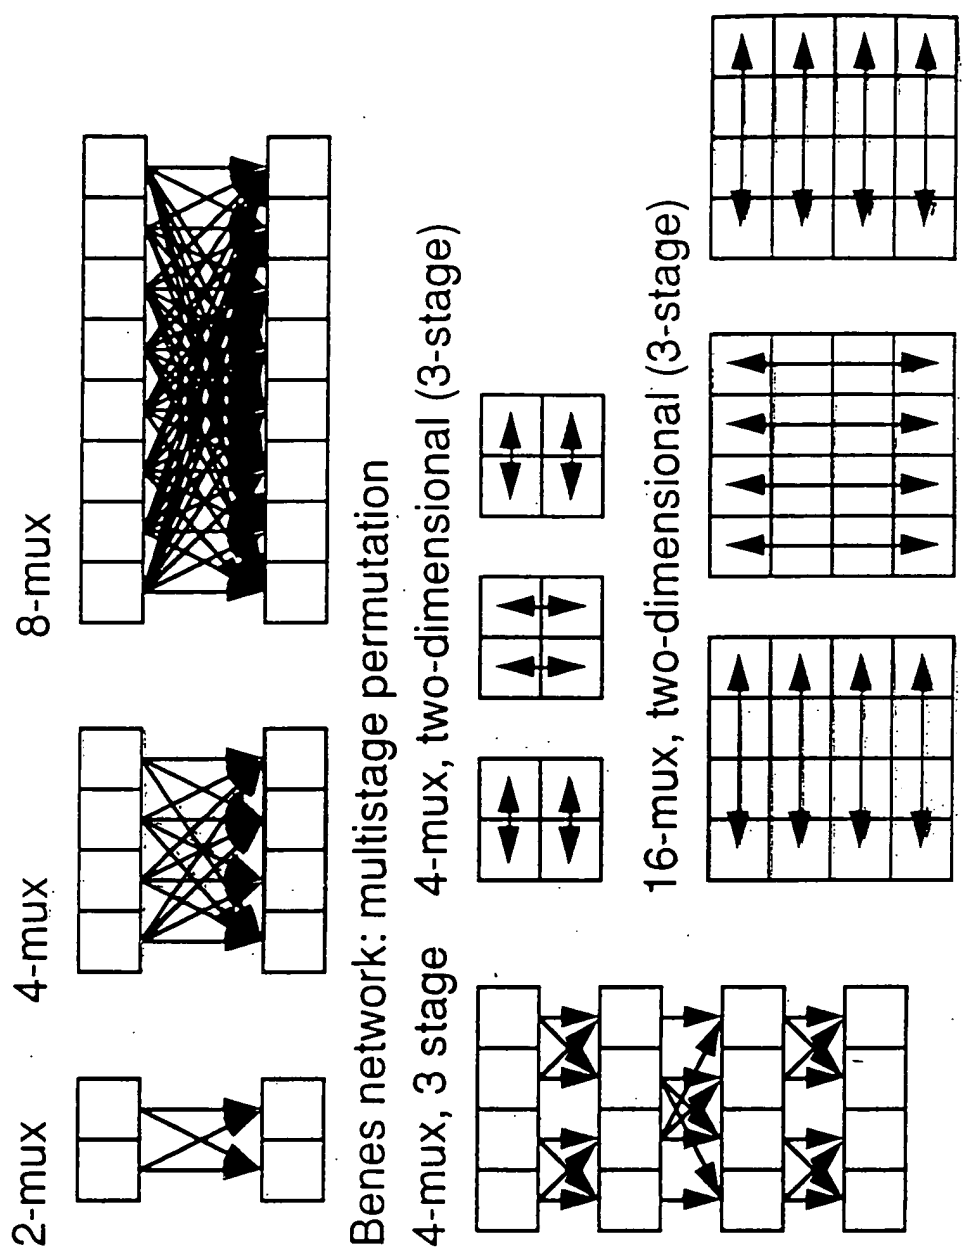 2-mux
4-mux
8-mux
Benes network: multistage permutation
4-mux, 3 stage
4-mux, two-dimensional (3-stage)
16-mux, two-dimensional (3-stage)